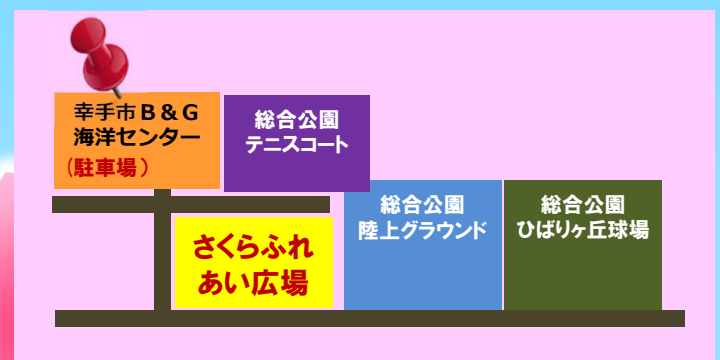 幸手市Ｂ＆Ｇ
海洋センター
(駐車場）
総合公園
テニスコート
さくらふれ
あい広場
総合公園
陸上グラウンド
総合公園
ひばりヶ丘球場